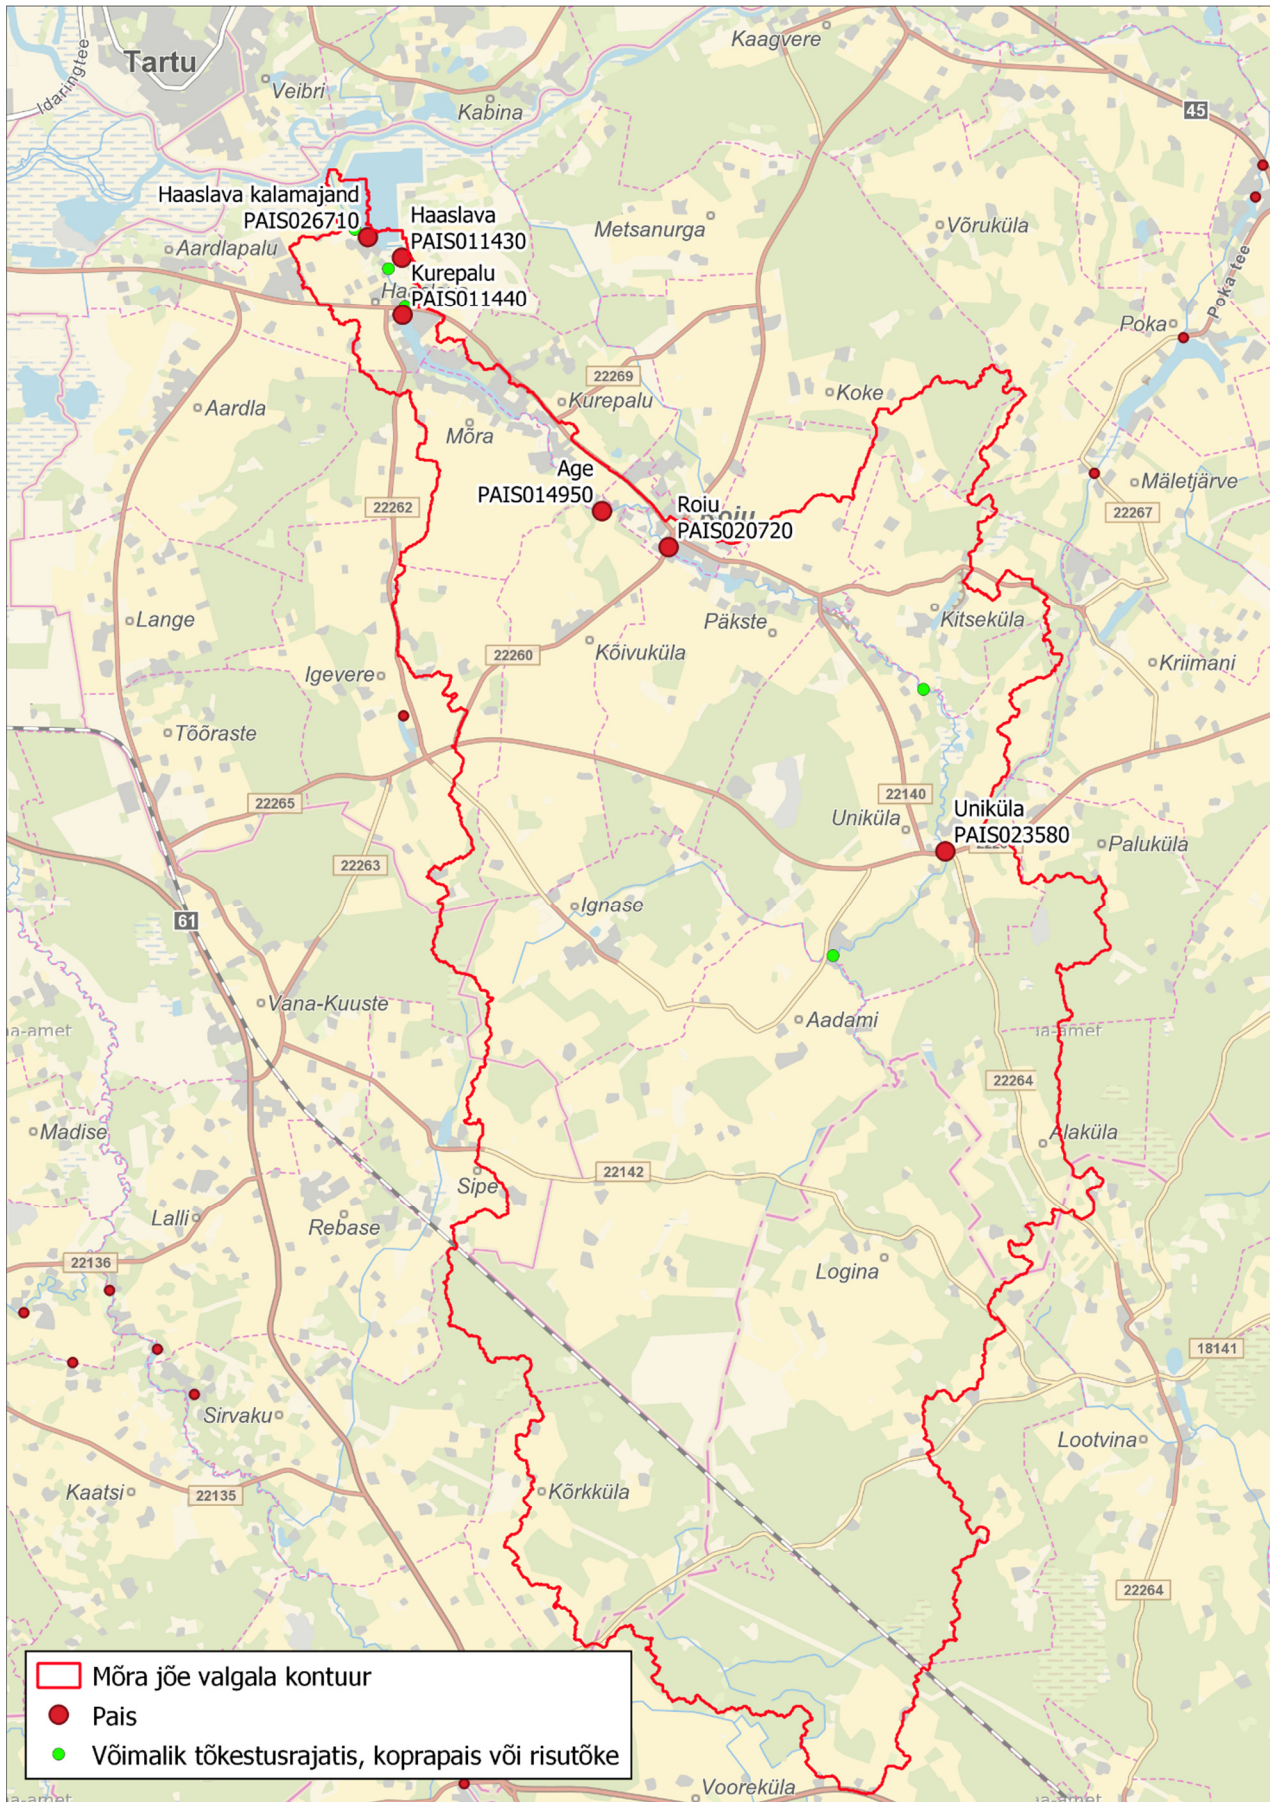 Tartu
Idaringtee
Veibri
Kabina
Kaagvere
45
Haaslava kalamajand
PAIS026710
Haaslava
PAIS011430
Metsanurga
Võruküla
Aardlapalu
Kurepalu
PAIS011440
Poka tee
Poka
22269
Kurepalu
Koke
Aardla
Mõra
Age
PAIS014950
Roiu
PAIS020720
Roiu
Mäletjärve
22267
22262
Lange
Päkste
Kitseküla
Kõivuküla
22260
Kriimani
Igevere
Tõõraste
22265
22140
Uniküla
Uniküla
PAIS023580
Paluküla
22263
Ignase
61
Vana-Kuuste
Aadami
aa-amet
22264
Madise
Alaküla
22142
Sipe
Lalli
Rebase
22136
Logina
18141
Sirvaku
Lootvina
Kaatsi
22135
Kõrkküla
22264
Mõra jõe valgala kontuur
Pais
Võimalik tõkestusrajatis, koprapais või risutõke
Vooreküla